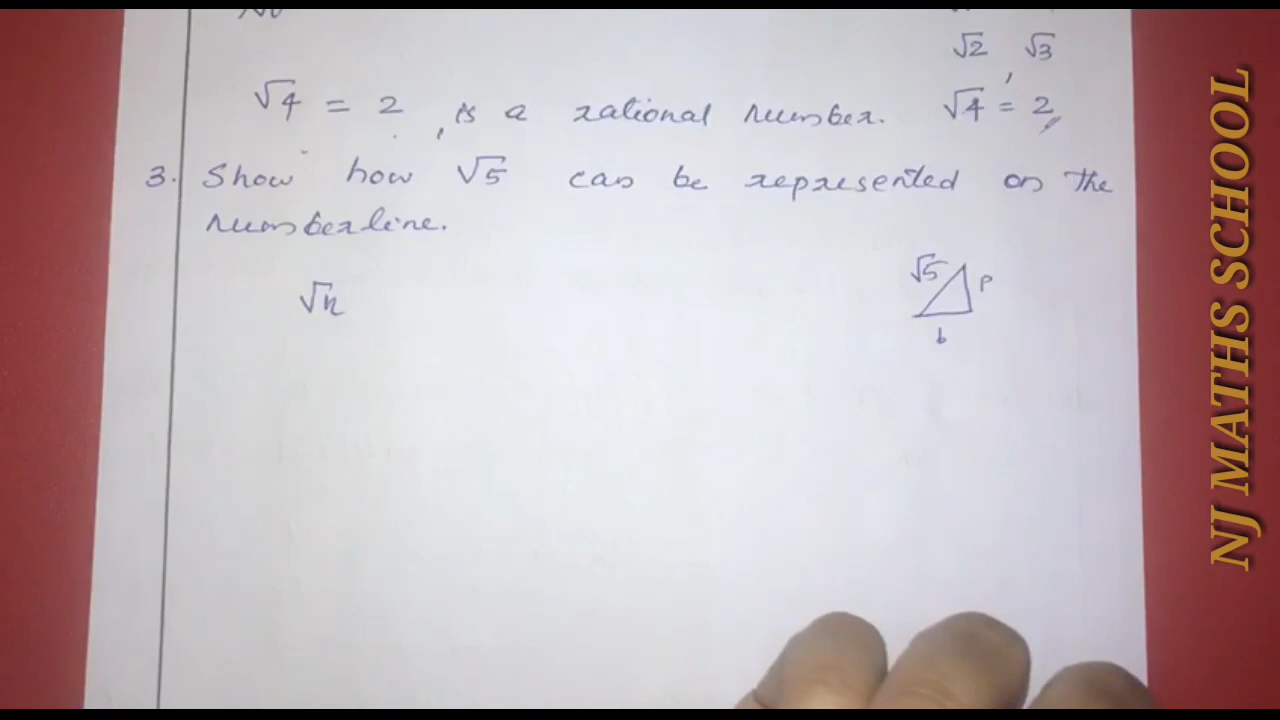 No
√2 √3
,
√4 = 2, is a rational number. √4 = 2
3. Show how √5 can be represented on the
numberline.
√n
√5 p
b
NJ MATHS SCHOOL